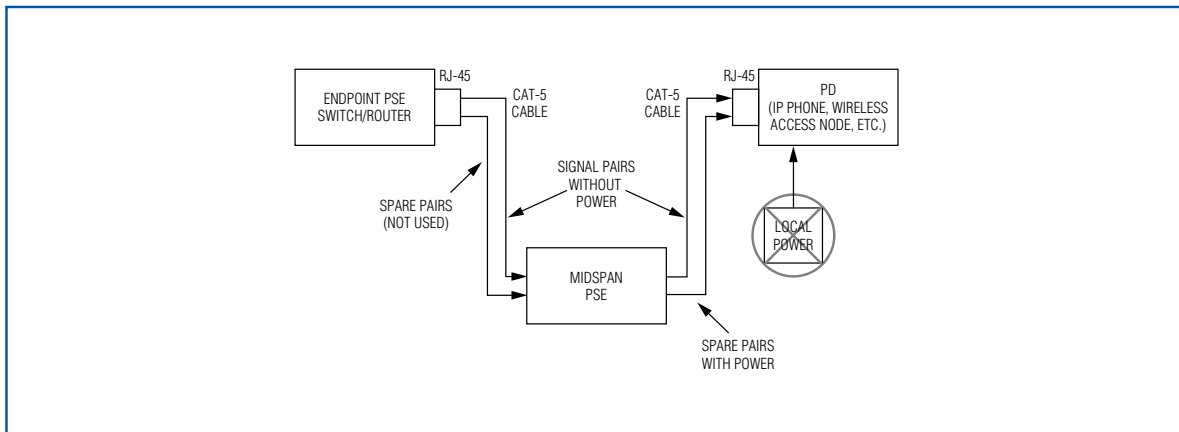 RJ-45
ENDPOINT PSE
SWITCH/ROUTER
CAT-5
CABLE
SPARE PAIRS
(NOT USED)
SIGNAL PAIRS
WITHOUT
POWER
MIDSPAN
PSE
SPARE PAIRS
WITH POWER
CAT-5
CABLE
RJ-45
PD
(IP PHONE, WIRELESS
ACCESS NODE, ETC.)
LOCAL
POWER